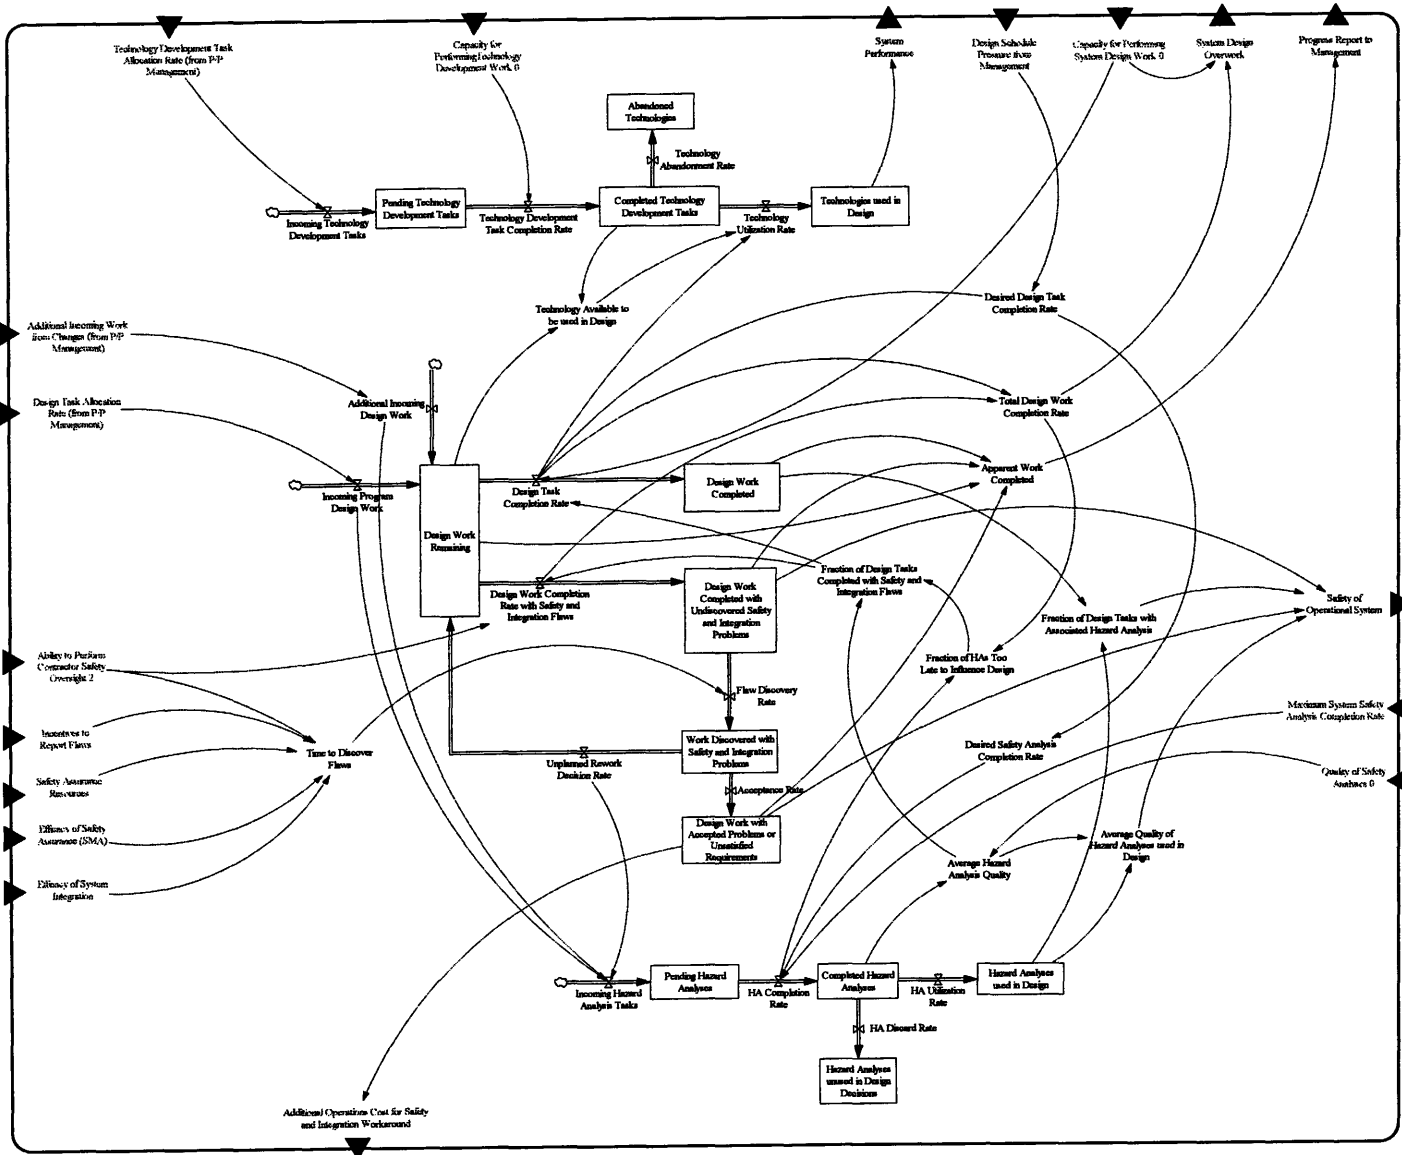 Technology Development Task
Allocation Rate (from P/P
Management)
Capacity for
Performing Technology
Development Work 0
System
Performance
Design Schedule
Pressure from
Management
Capacity for Performing
System Design Work 0
System Design
Overwork
Progress Report to
Management
Abandoned
Technologies
Technology
Abandonment Rate
Pending Technology
Development Tasks
Completed Technology
Development Tasks
Technologies used in
Design
Incoming Technology
Development Tasks
Technology Development
Task Completion Rate
Technology
Utilization Rate
Technology Available to
be used in Design
Desired Design Task
Completion Rate
Additional Incoming Work
from Changes (from P/P
Management)
Design Task Allocation
Rate (from P/P
Management)
Additional Incoming
Design Work
Total Design Work
Completion Rate
Incoming Program
Design Work
Design Work
Remaining
Design Task
Completion Rate
Design Work
Completed
Apparent Work
Completed
Design Work Completion
Rate with Safety and
Integration Flaws
Design Work
Completed with
Undiscovered Safety
and Integration
Problems
Fraction of Design Tasks
Completed with Safety and
Integration Flaws
Fraction of Design Tasks with
Associated Hazard Analysis
Safety of
Operational System
Ability to Perform
Contractor Safety
Oversight 2
Fraction of HAs Too
Late to Influence Design
Flaw Discovery
Rate
Maximum System Safety
Analysis Completion Rate
Incentives to
Report Flaws
Time to Discover
Flaws
Work Discovered with
Safety and Integration
Problems
Unplanned Rework
Decision Rate
Desired Safety Analysis
Completion Rate
Safety Assurance
Resources
Quality of Safety
Analyses 0
Acceptance Rate
Efficacy of Safety
Assurance (SMA)
Design Work with
Accepted Problems or
Unsatisfied
Requirements
Average Quality of
Hazard Analyses used in
Design
Average Hazard
Analysis Quality
Efficacy of System
Integration
Incoming Hazard
Analysis Tasks
Pending Hazard
Analyses
HA Completion
Rate
Completed Hazard
Analyses
HA Utilization
Rate
Hazard Analyses
used in Design
HA Discard Rate
Hazard Analyses
unused in Design
Decisions
Additional Operations Cost for Safety
and Integration Workaround